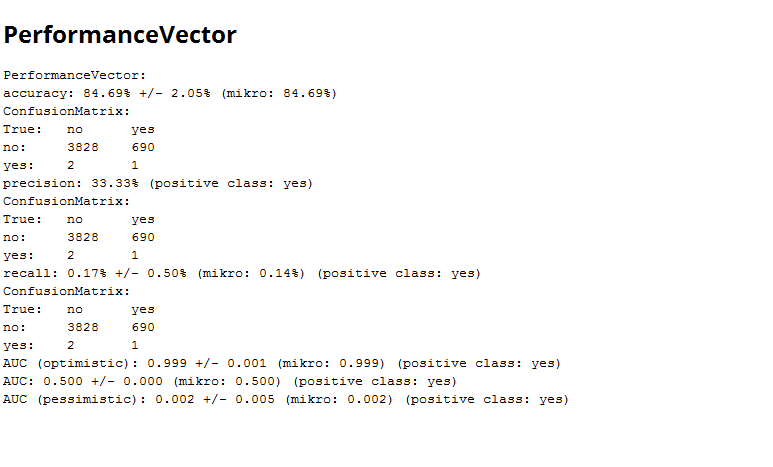 PerformanceVector
PerformanceVector:
accuracy: 84.69% +/- 2.05% (mikro: 84.69%)
ConfusionMatrix:
True: no yes
no: 3828 690
yes: 2 1
precision: 33.33% (positive class: yes)
ConfusionMatrix:
True: no yes
no: 3828 690
yes: 2 1
recall: 0.17% +/- 0.50% (mikro: 0.14%) (positive class: yes)
ConfusionMatrix:
True: no yes
no: 3828 690
yes: 2 1
AUC (optimistic): 0.999 +/- 0.001 (mikro: 0.999) (positive class: yes)
AUC: 0.500 +/- 0.000 (mikro: 0.500) (positive class: yes)
AUC (pessimistic): 0.002 +/- 0.005 (mikro: 0.002) (positive class: yes)